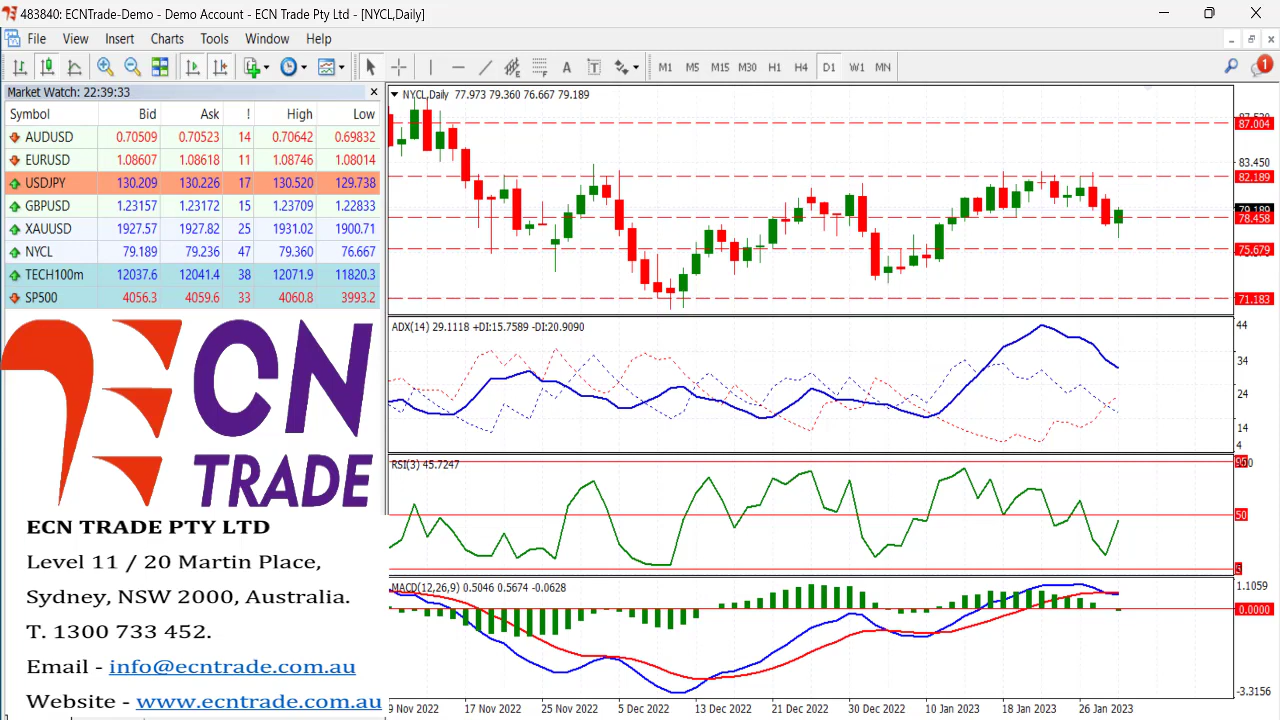 483840: ECNTrade-Demo - Demo Account - ECN Trade Pty Ltd - [NYCL,Daily]
File View Insert Charts Tools Window Help
M1 M5 M15 M30 H1 H4 D1 W1 MN 1
Market Watch: 22:39:33
Symbol Bid Ask ! High Low
AUDUSD 0.70509 0.70523 14 0.70642 0.69832
EURUSD 1.08607 1.08618 11 1.08746 1.08014
USDJPY 130.209 130.226 17 130.520 129.738
GBPUSD 1.23157 1.23172 15 1.23709 1.22839
XAUUSD 1927.57 1927.82 25 1931.02 1900.71
NYCL 79.189 79.236 47 79.360 76.667
TECH100m 12037.6 12041.4 38 12071.9 11820.3
SP500 4056.3 4059.6 33 4060.8 3993.2
ECN
TRADE
ECN TRADE PTY LTD
Level 11 / 20 Martin Place,
Sydney, NSW 2000, Australia.
T. 1300 733 452.
Email - info@ecntrade.com.au
Website - www.ecntrade.com.au
NYCL,Daily 77.973 79.360 76.667 79.189
87.004
83.450
82.189
79.189
78.458
75.679
71.183
ADX(14) 29.1118 +DI:15.7589 -DI:20.9090
44
34
24
14
4
RSI(3) 45.7247
50
5
MACD(12,26,9) 0.5046 0.5674 -0.0628
1.1059
0.0000
-3.3156
9 Nov 2022 17 Nov 2022 25 Nov 2022 5 Dec 2022 13 Dec 2022 21 Dec 2022 30 Dec 2022 10 Jan 2023 18 Jan 2023 26 Jan 2023